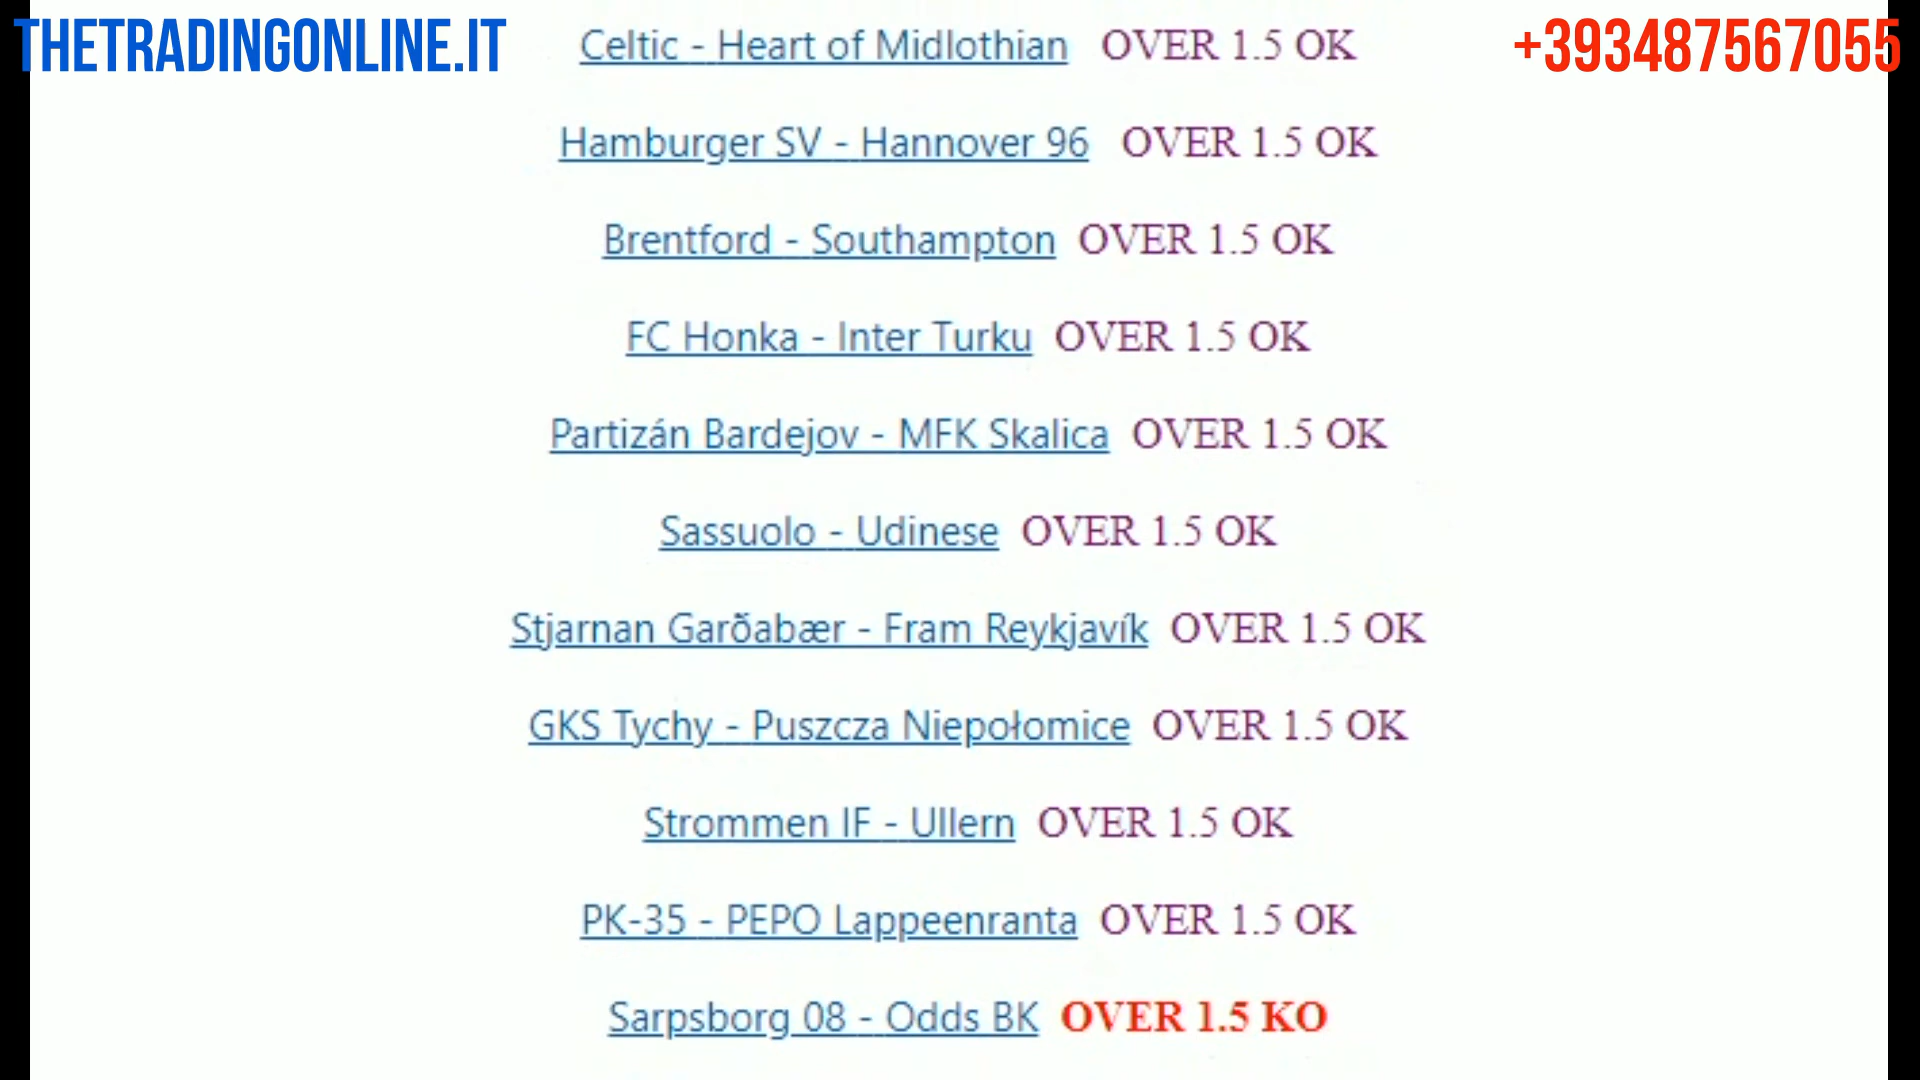 THETRADINGONLINE.IT
+393487567055
Celtic - Heart of Midlothian OVER 1.5 OK
Hamburger SV - Hannover 96 OVER 1.5 OK
Brentford - Southampton OVER 1.5 OK
FC Honka - Inter Turku OVER 1.5 OK
Partizán Bardejov - MFK Skalica OVER 1.5 OK
Sassuolo - Udinese OVER 1.5 OK
Stjarnan Garðabær - Fram Reykjavík OVER 1.5 OK
GKS Tychy - Puszcza Niepołomice OVER 1.5 OK
Strommen IF - Ullern OVER 1.5 OK
PK-35 - PEPO Lappeenranta OVER 1.5 OK
Sarpsborg 08 - Odds BK OVER 1.5 KO